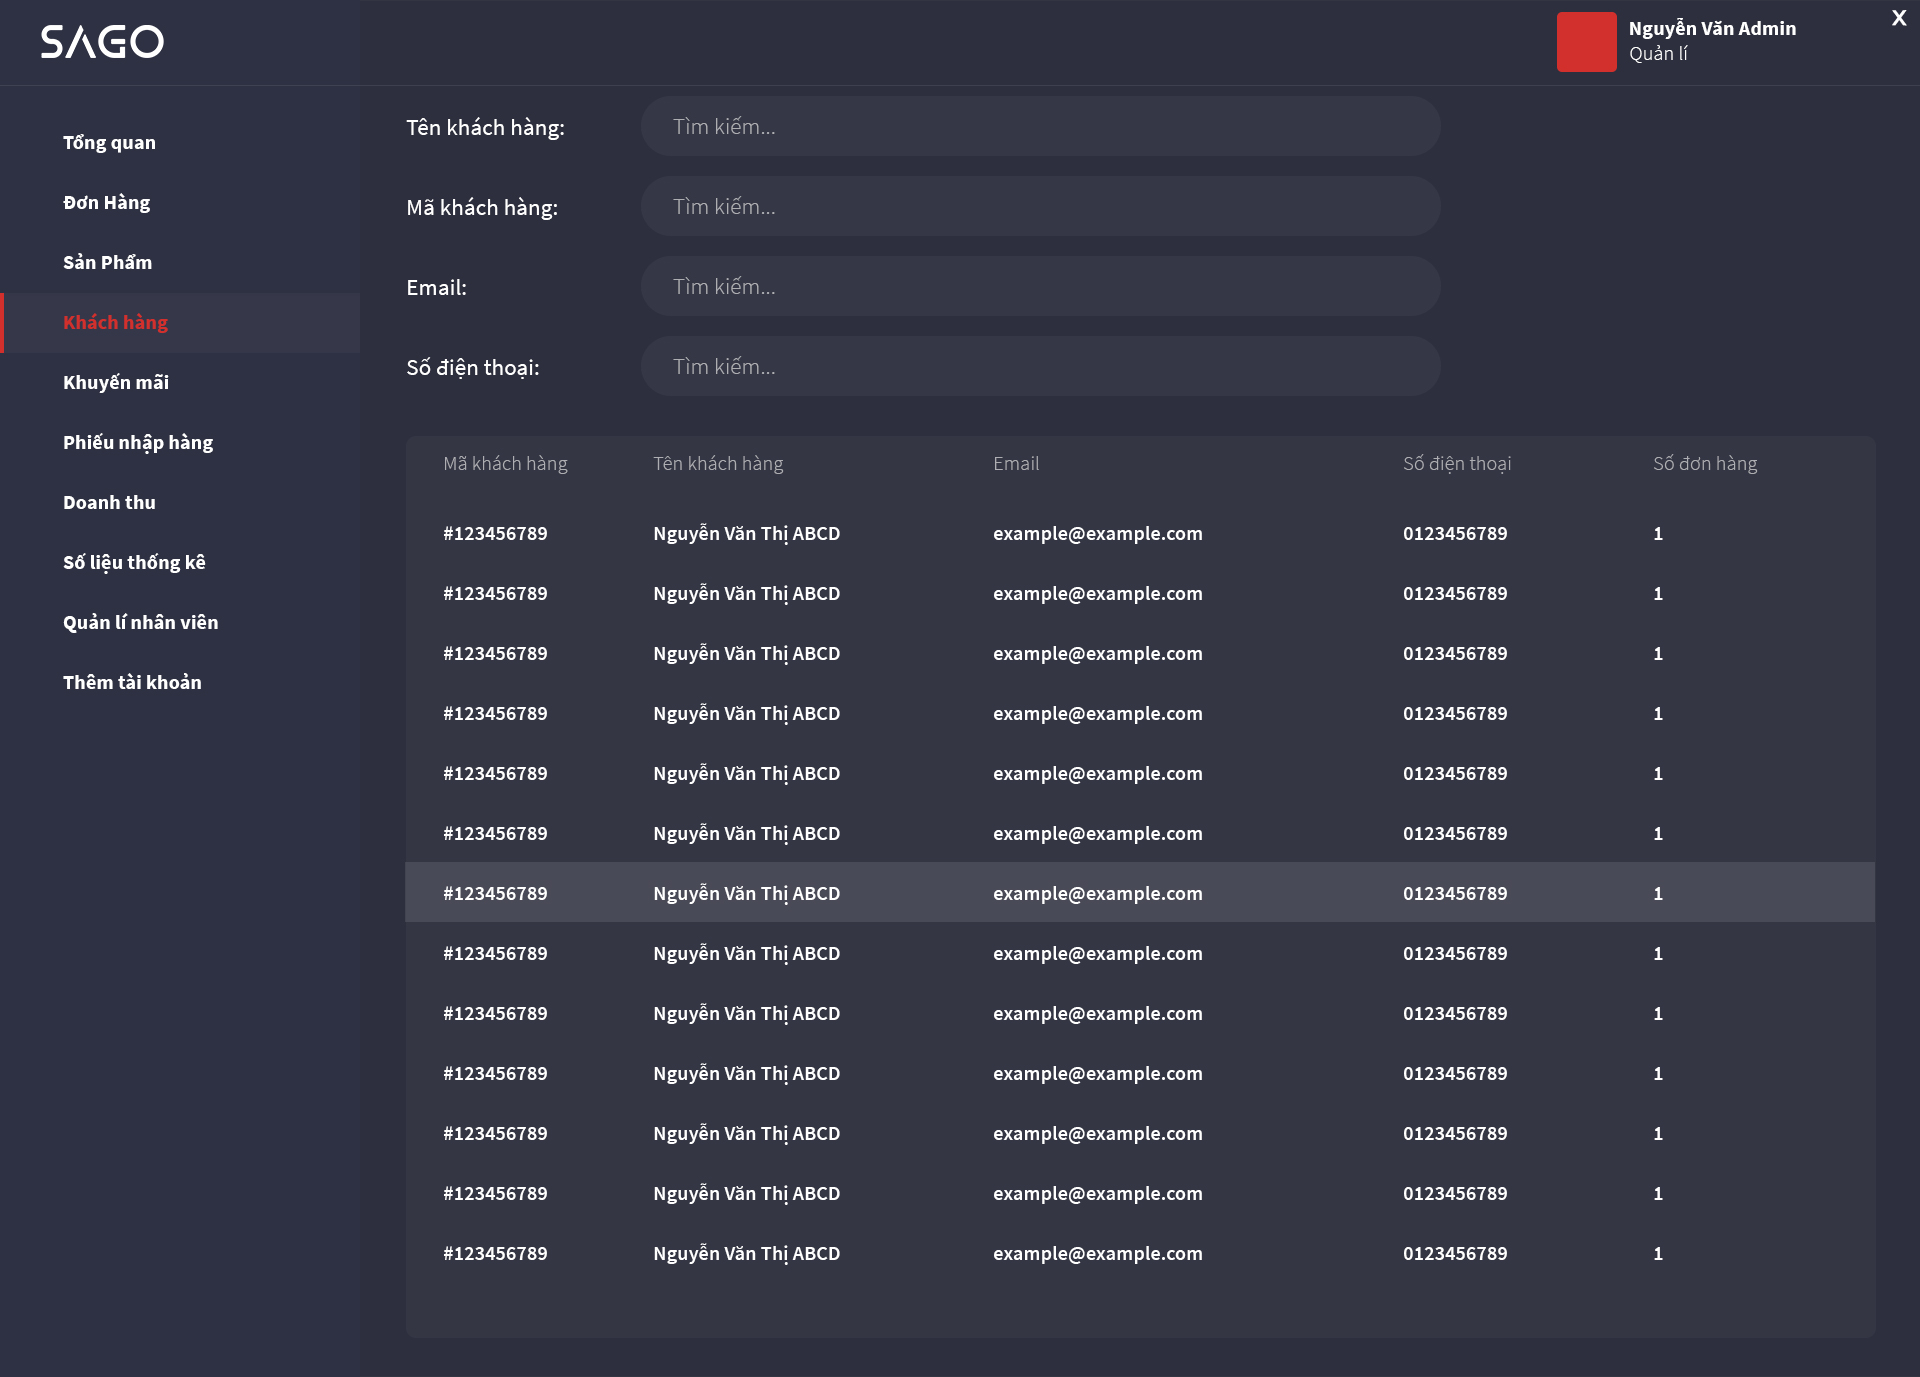 SAGO
Nguyễn Văn Admin
Quản lí
X
Tổng quan
Đơn Hàng
Sản Phẩm
Khách hàng
Khuyến mãi
Phiếu nhập hàng
Doanh thu
Số liệu thống kê
Quản lí nhân viên
Thêm tài khoản
Tên khách hàng: Tìm kiếm...
Mã khách hàng: Tìm kiếm...
Email: Tìm kiếm...
Số điện thoại: Tìm kiếm...
Mã khách hàng Tên khách hàng Email Số điện thoại Số đơn hàng
#123456789 Nguyễn Văn Thị ABCD example@example.com 0123456789 1
#123456789 Nguyễn Văn Thị ABCD example@example.com 0123456789 1
#123456789 Nguyễn Văn Thị ABCD example@example.com 0123456789 1
#123456789 Nguyễn Văn Thị ABCD example@example.com 0123456789 1
#123456789 Nguyễn Văn Thị ABCD example@example.com 0123456789 1
#123456789 Nguyễn Văn Thị ABCD example@example.com 0123456789 1
#123456789 Nguyễn Văn Thị ABCD example@example.com 0123456789 1
#123456789 Nguyễn Văn Thị ABCD example@example.com 0123456789 1
#123456789 Nguyễn Văn Thị ABCD example@example.com 0123456789 1
#123456789 Nguyễn Văn Thị ABCD example@example.com 0123456789 1
#123456789 Nguyễn Văn Thị ABCD example@example.com 0123456789 1
#123456789 Nguyễn Văn Thị ABCD example@example.com 0123456789 1
#123456789 Nguyễn Văn Thị ABCD example@example.com 0123456789 1